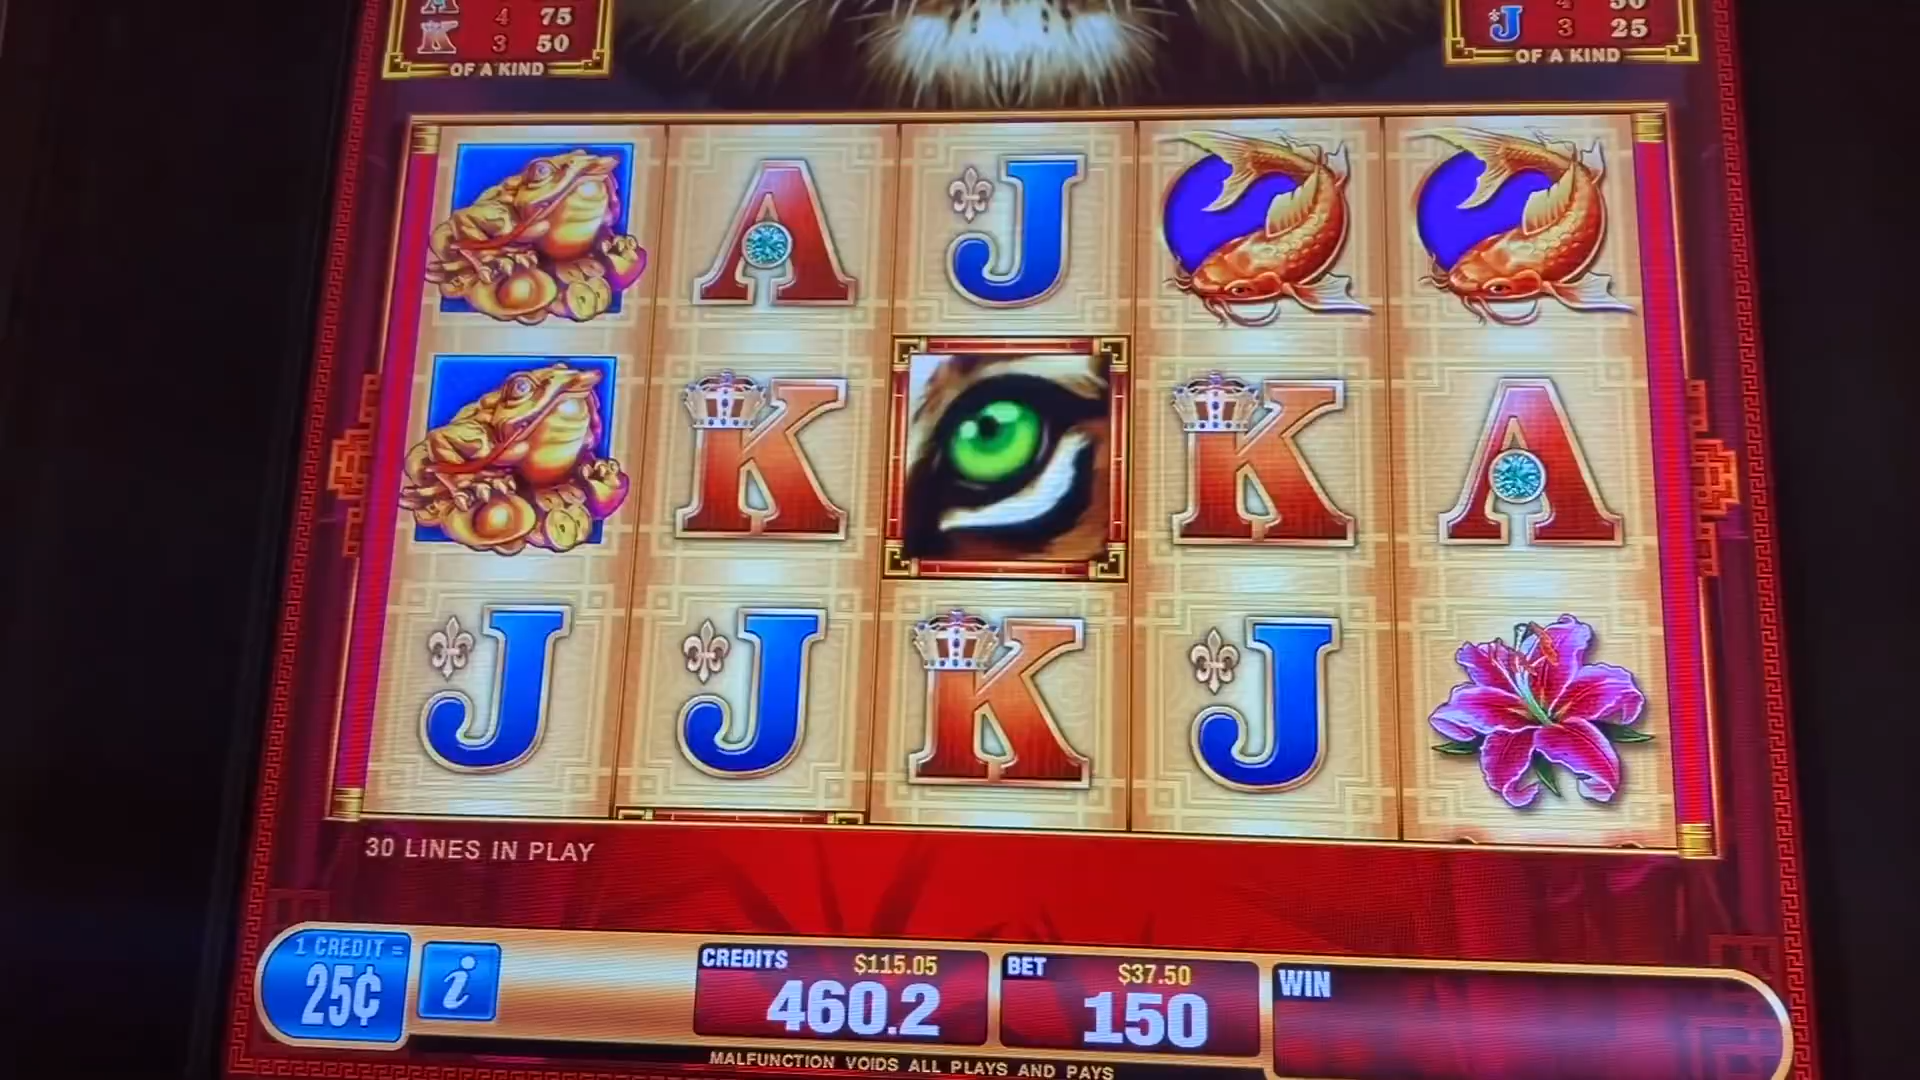 4 75
K 3 50
OF A KIND
J 3 25
OF A KIND
A J
K K A
J J K J
30 LINES IN PLAY
1 CREDIT =
25¢
i
CREDITS $115.05
460.2
BET $37.50
150
WIN
MALFUNCTION VOIDS ALL PLAYS AND PAYS